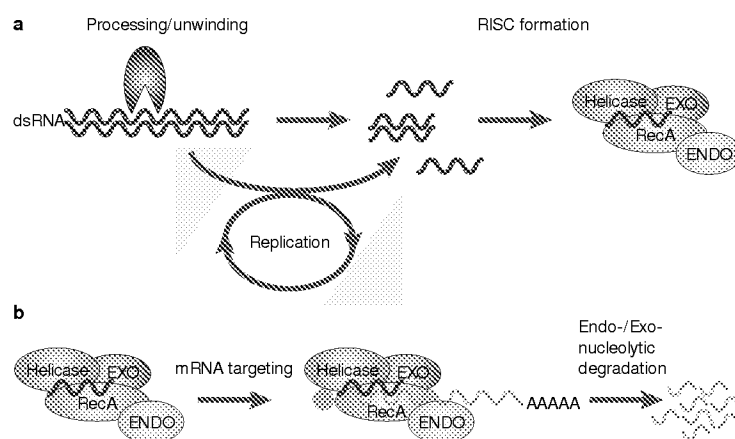 a
Processing/unwinding
RISC formation
dsRNA
Helicase
EXO
RecA
ENDO
Replication
b
Helicase
EXO
RecA
ENDO
mRNA targeting
Helicase
EXO
RecA
ENDO
AAAAA
Endo-/Exo-
nucleolytic
degradation